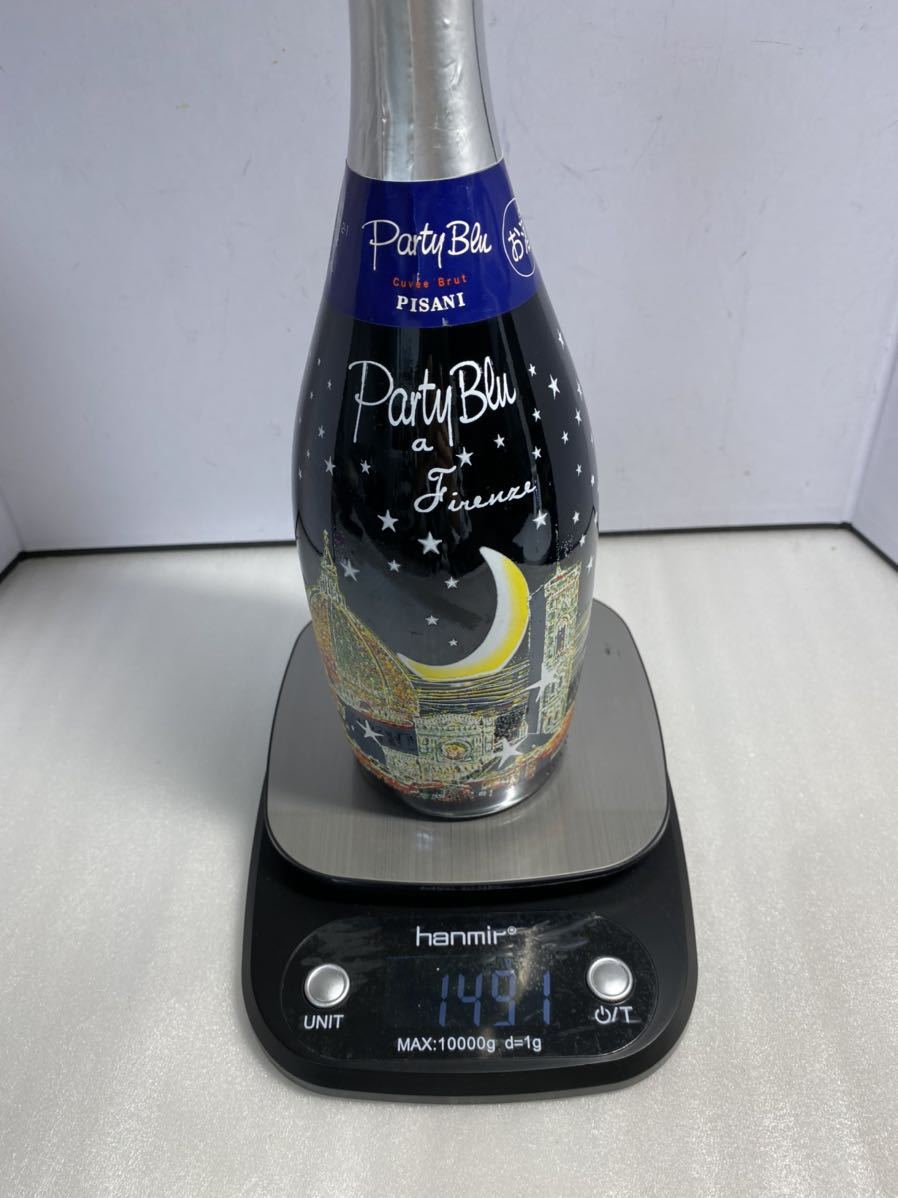 Party Blu
Cuvée Brut
PISANI
Party Blu
a
Firenze
hanmir®
1491
UNIT
⏻/T
MAX:10000g d=1g